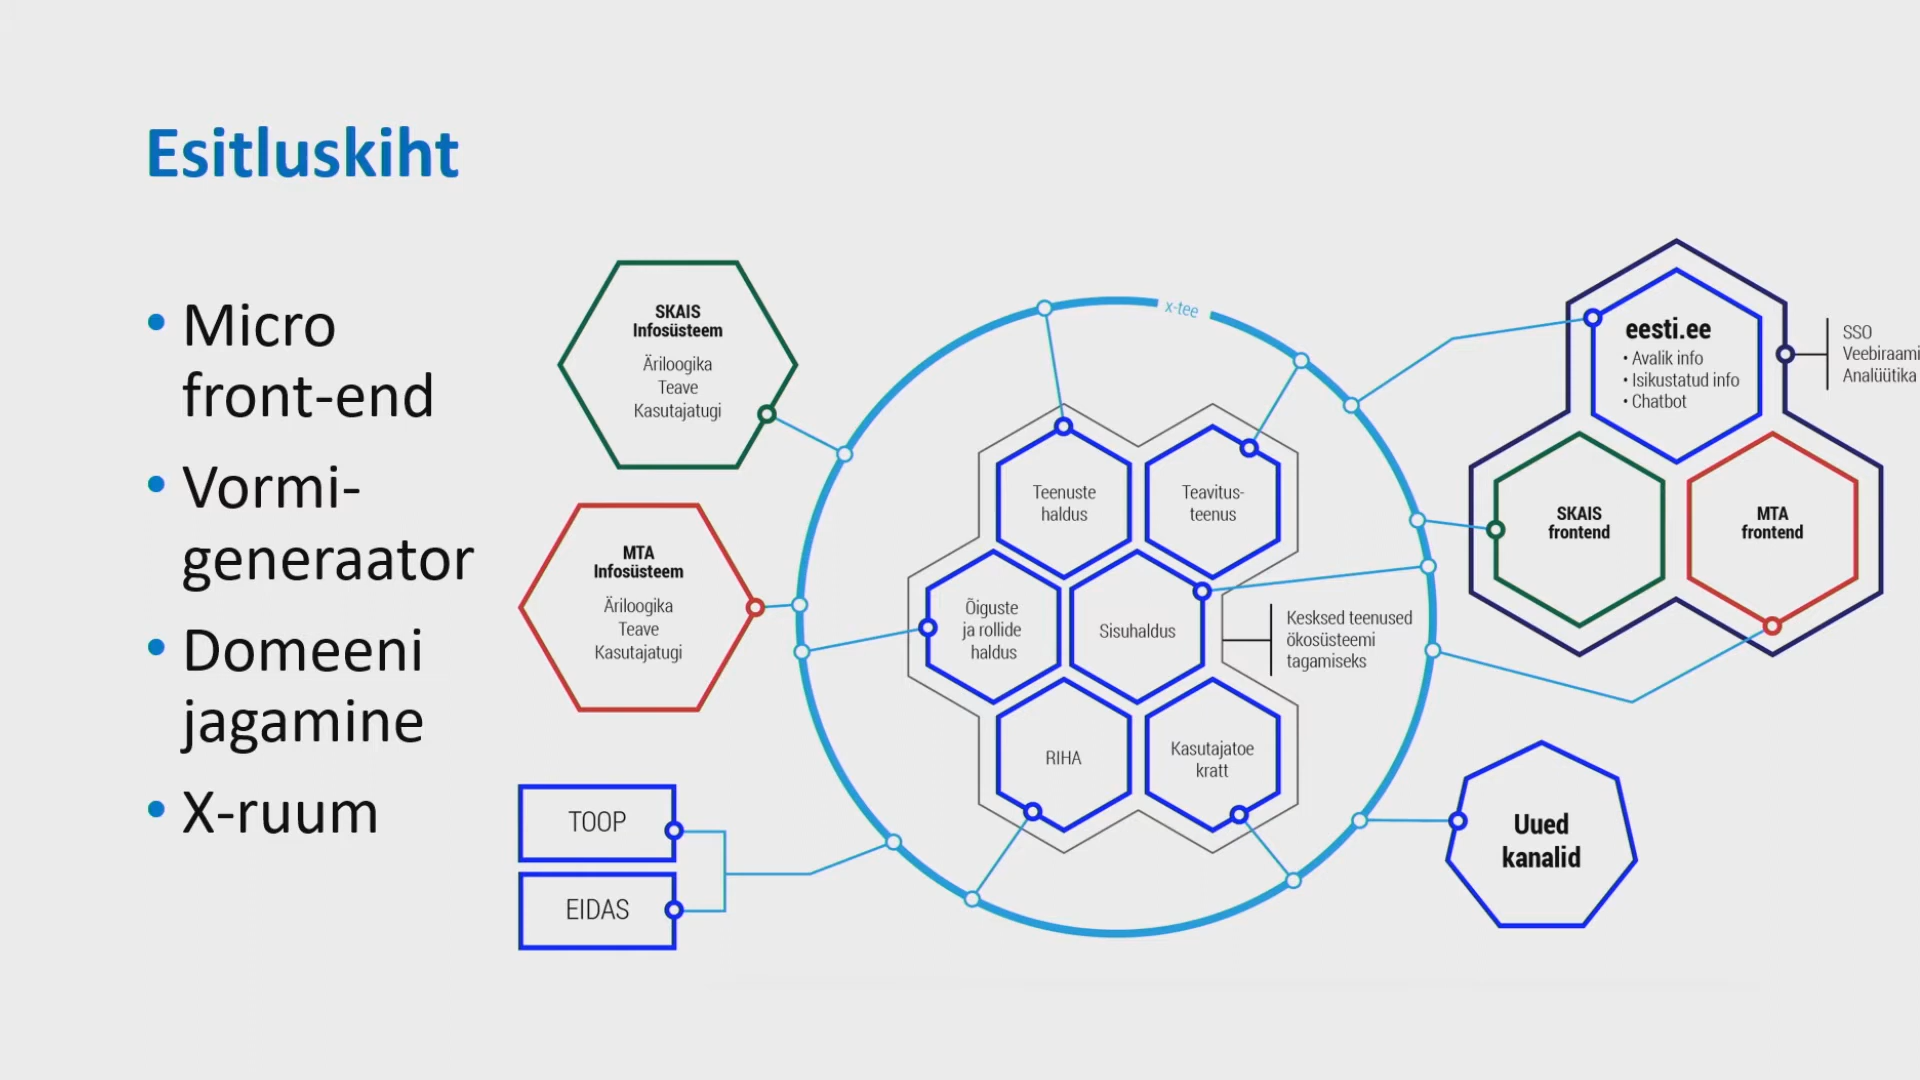 Esitluskiht
• Micro
front-end
• Vormi-
generaator
• Domeeni
jagamine
• X-ruum
SKAIS
Infosüsteem
Äriloogika
Teave
Kasutajatugi
MTA
Infosüsteem
Äriloogika
Teave
Kasutajatugi
TOOP
EIDAS
x-tee
Teenuste
haldus
Teavitus-
teenus
Õiguste
ja rollide
haldus
Sisuhaldus
RIHA
Kasutajatoe
kratt
Kesksed teenused
ökosüsteemi
tagamiseks
eesti.ee
• Avalik info
• Isikustatud info
• Chatbot
SSO
Veebiraami
Analüütika
SKAIS
frontend
MTA
frontend
Uued
kanalid